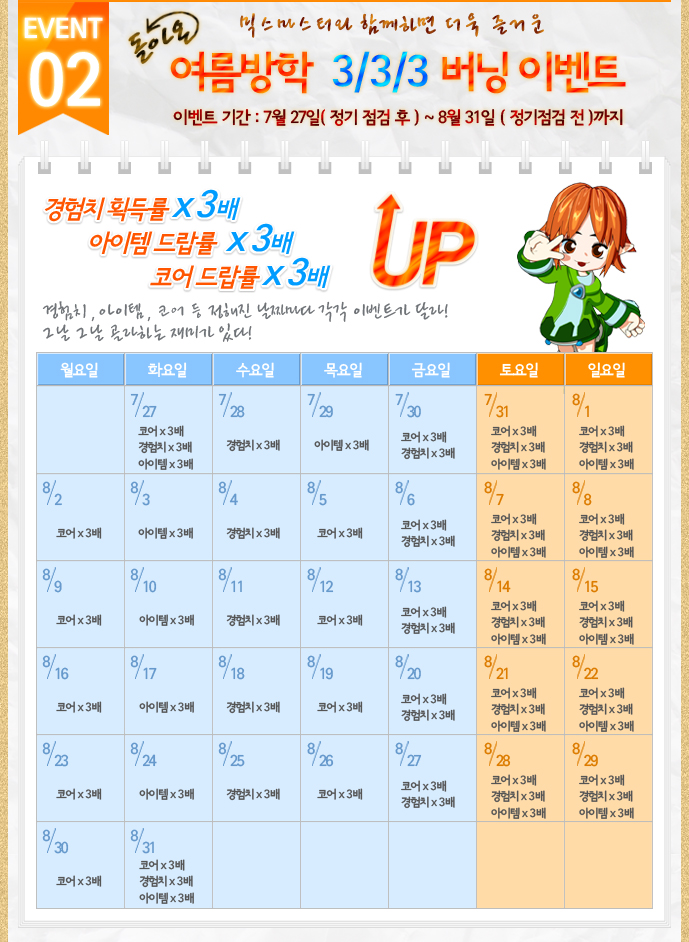 EVENT
02
돌아온
믹스마스터와 함께하면 더욱 즐거운
여름방학 3/3/3 버닝 이벤트
이벤트 기간 : 7월 27일( 정기 점검 후 ) ~ 8월 31일 ( 정기점검 전 )까지
경험치 획득률 x 3배
아이템 드랍률 x 3배
코어 드랍률 x 3배
UP
경험치 , 아이템 , 코어 등 정해진 날짜마다 각각 이벤트가 달라!
그날 그날 골라하는 재미가 있다!
월요일 화요일 수요일 목요일 금요일 토요일 일요일
7/27 7/28 7/29 7/30 7/31 8/1
코어 x 3배 코어 x 3배 코어 x 3배 코어 x 3배
경험치 x 3배 경험치 x 3배 아이템 x 3배 경험치 x 3배 경험치 x 3배 경험치 x 3배
아이템 x 3배 아이템 x 3배 아이템 x 3배
8/2 8/3 8/4 8/5 8/6 8/7 8/8
코어 x 3배 코어 x 3배 코어 x 3배
코어 x 3배 아이템 x 3배 경험치 x 3배 코어 x 3배 경험치 x 3배 경험치 x 3배 경험치 x 3배
아이템 x 3배 아이템 x 3배
8/9 8/10 8/11 8/12 8/13 8/14 8/15
코어 x 3배 코어 x 3배 코어 x 3배
코어 x 3배 아이템 x 3배 경험치 x 3배 코어 x 3배 경험치 x 3배 경험치 x 3배 경험치 x 3배
아이템 x 3배 아이템 x 3배
8/16 8/17 8/18 8/19 8/20 8/21 8/22
코어 x 3배 코어 x 3배 코어 x 3배
코어 x 3배 아이템 x 3배 경험치 x 3배 코어 x 3배 경험치 x 3배 경험치 x 3배 경험치 x 3배
아이템 x 3배 아이템 x 3배
8/23 8/24 8/25 8/26 8/27 8/28 8/29
코어 x 3배 코어 x 3배 코어 x 3배
코어 x 3배 아이템 x 3배 경험치 x 3배 코어 x 3배 경험치 x 3배 경험치 x 3배 경험치 x 3배
아이템 x 3배 아이템 x 3배
8/30 8/31
코어 x 3배
코어 x 3배 경험치 x 3배
아이템 x 3배